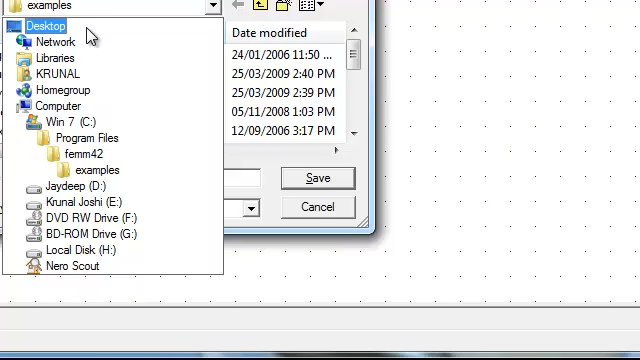 examples
Desktop
Network
Libraries
KRUNAL
Homegroup
Computer
Win 7 (C:)
Program Files
femm42
examples
Jaydeep (D:)
Krunal Joshi (E:)
DVD RW Drive (F:)
BD-ROM Drive (G:)
Local Disk (H:)
Nero Scout
Date modified
24/01/2006 11:50 ...
25/03/2009 2:40 PM
25/03/2009 2:39 PM
05/11/2008 1:03 PM
12/09/2006 3:17 PM
Save
Cancel